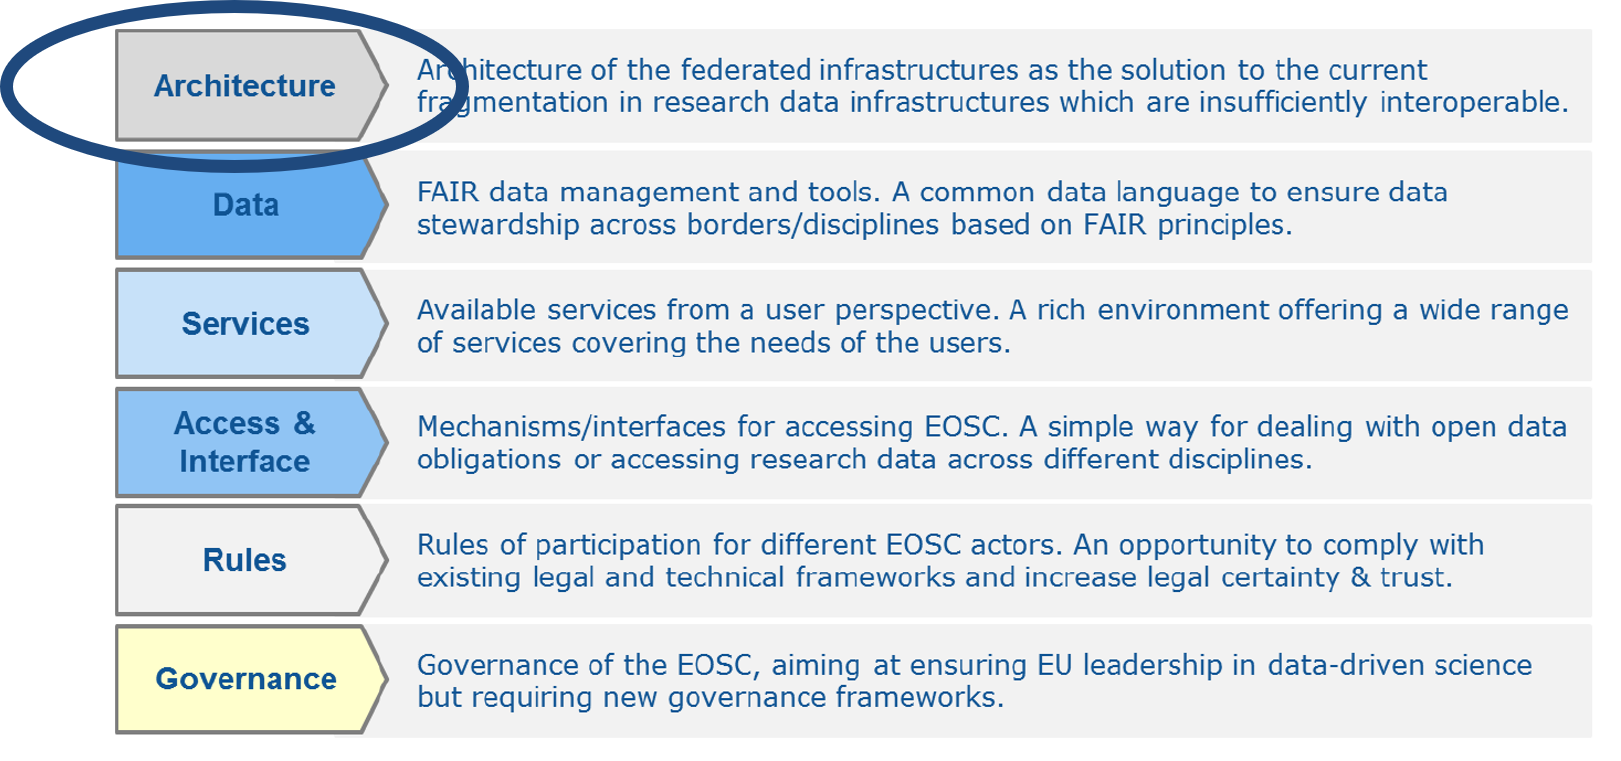 Architecture
Architecture of the federated infrastructures as the solution to the current
fragmentation in research data infrastructures which are insufficiently interoperable.
Data
FAIR data management and tools. A common data language to ensure data
stewardship across borders/disciplines based on FAIR principles.
Services
Available services from a user perspective. A rich environment offering a wide range
of services covering the needs of the users.
Access &
Interface
Mechanisms/interfaces for accessing EOSC. A simple way for dealing with open data
obligations or accessing research data across different disciplines.
Rules
Rules of participation for different EOSC actors. An opportunity to comply with
existing legal and technical frameworks and increase legal certainty & trust.
Governance
Governance of the EOSC, aiming at ensuring EU leadership in data-driven science
but requiring new governance frameworks.